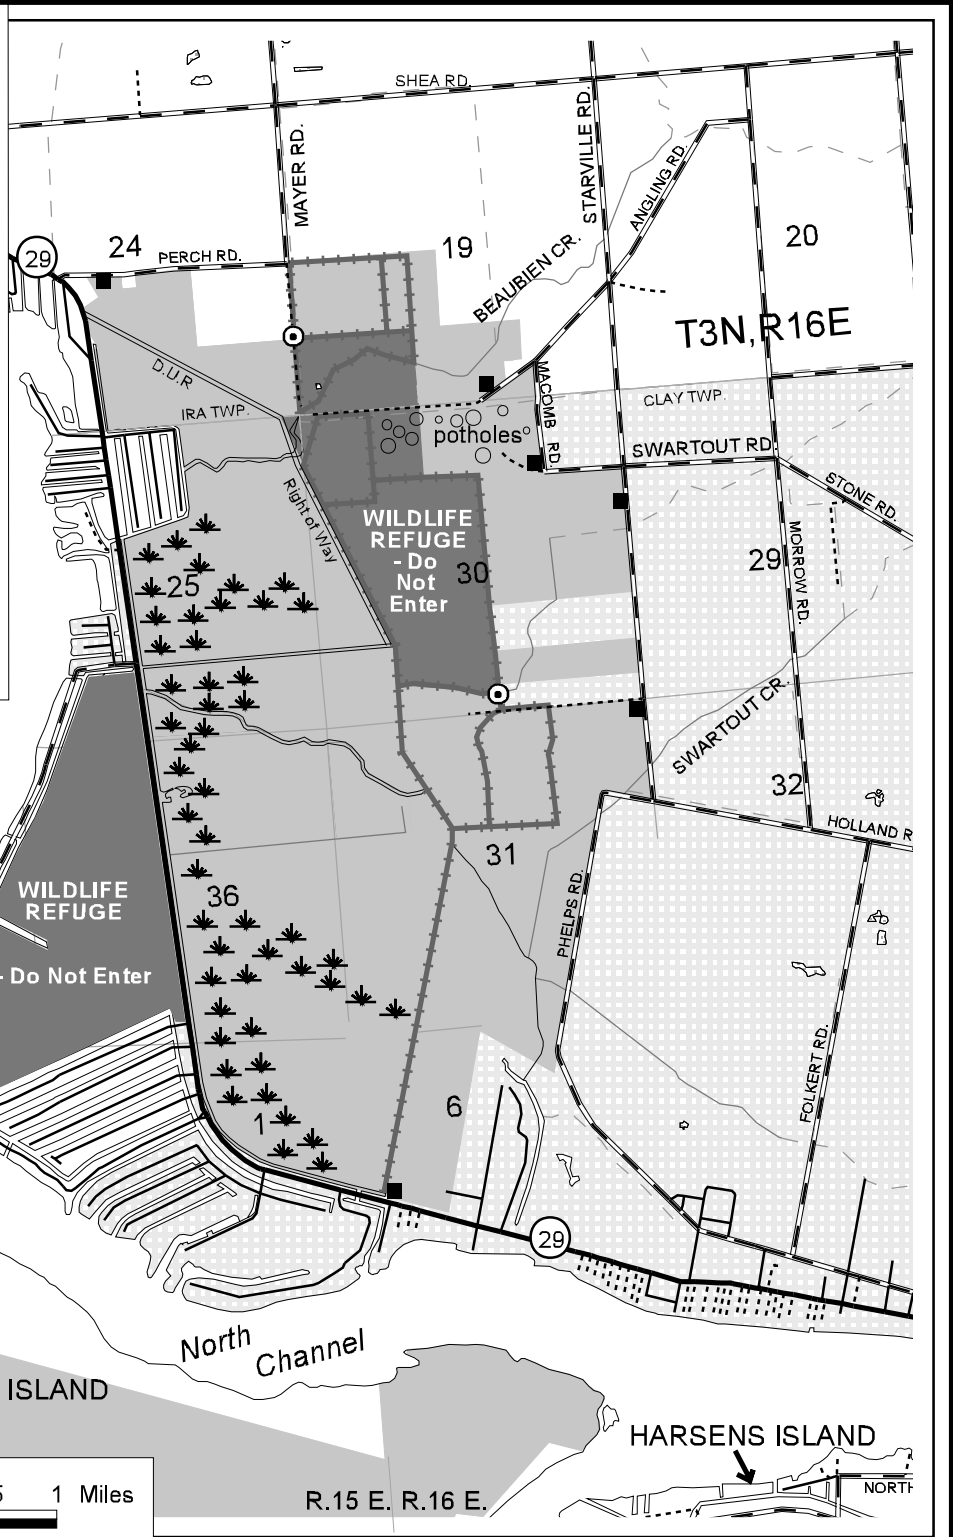 SHEA RD.
MAYER RD.
STARVILLE RD.
ANGLING RD.
24
19
20
29
PERCH RD.
BEAUBIEN CR.
T3N, R16E
D.U.R
IRA TWP.
MACOMB RD.
CLAY TWP.
potholes
SWARTOUT RD
STONE RD.
Right of Way
WILDLIFE
REFUGE
- Do
Not
Enter
30
29
MORROW RD.
25
SWARTOUT CR.
32
HOLLAND R
31
PHELPS RD.
WILDLIFE
REFUGE
- Do Not Enter
36
FOLKERT RD.
6
1
29
North
Channel
ISLAND
HARSENS ISLAND
NORTH
5 1 Miles
R.15 E. R.16 E.